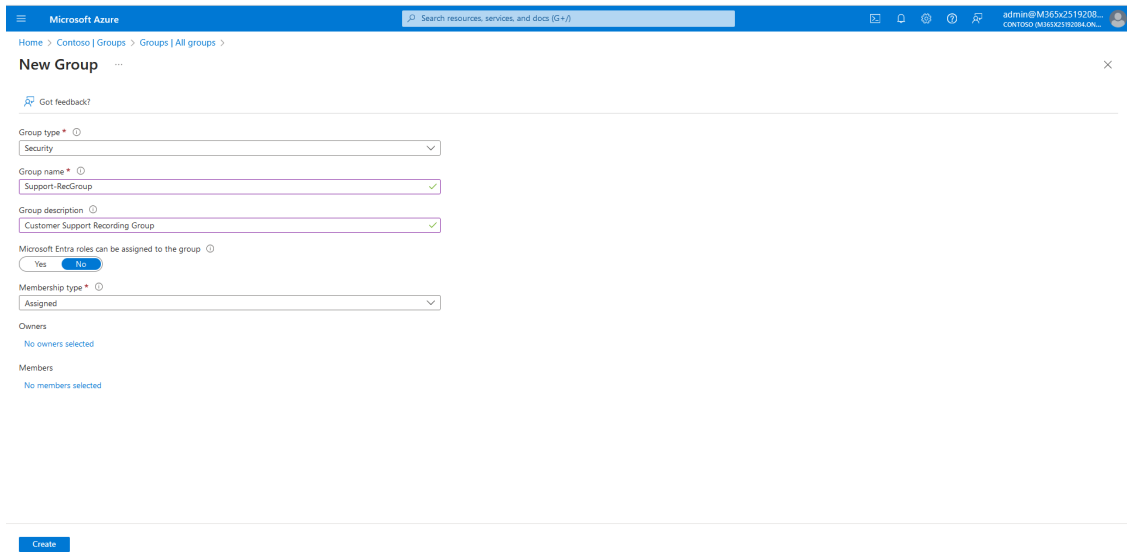 Microsoft Azure
Search resources, services, and docs (G+/)
admin@M365x2519208...
CONTOSO (M365X25192084.ON...
Home > Contoso | Groups > Groups | All groups >
New Group ...
Got feedback?
Group type *
Security
Group name *
Support-RecGroup
Group description
Customer Support Recording Group
Microsoft Entra roles can be assigned to the group
Yes No
Membership type *
Assigned
Owners
No owners selected
Members
No members selected
Create